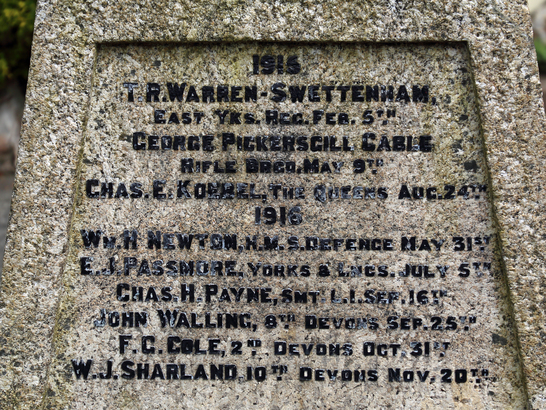 1915
T.R. WARREN-SWETTENHAM,
EAST YKS. REG. FEB. 5TH
GEORGE PICKERSGILL CABLE
RIFLE BRGD. MAY 9TH
CHAS. E. KOHREL, THE QUEENS AUG. 24TH
1916
WM H NEWTON, H.M.S. DEFENCE MAY 31ST
E.J. PASSMORE, YORKS & LNCS. JULY 5TH
CHAS. H. PAYNE, SMT L.I. SEP. 16TH
JOHN WALLING, 8TH DEVONS SEP. 25TH
F.G. COLE, 2ND DEVONS OCT. 31ST
W.J. SHARLAND, 10TH DEVONS NOV. 20TH